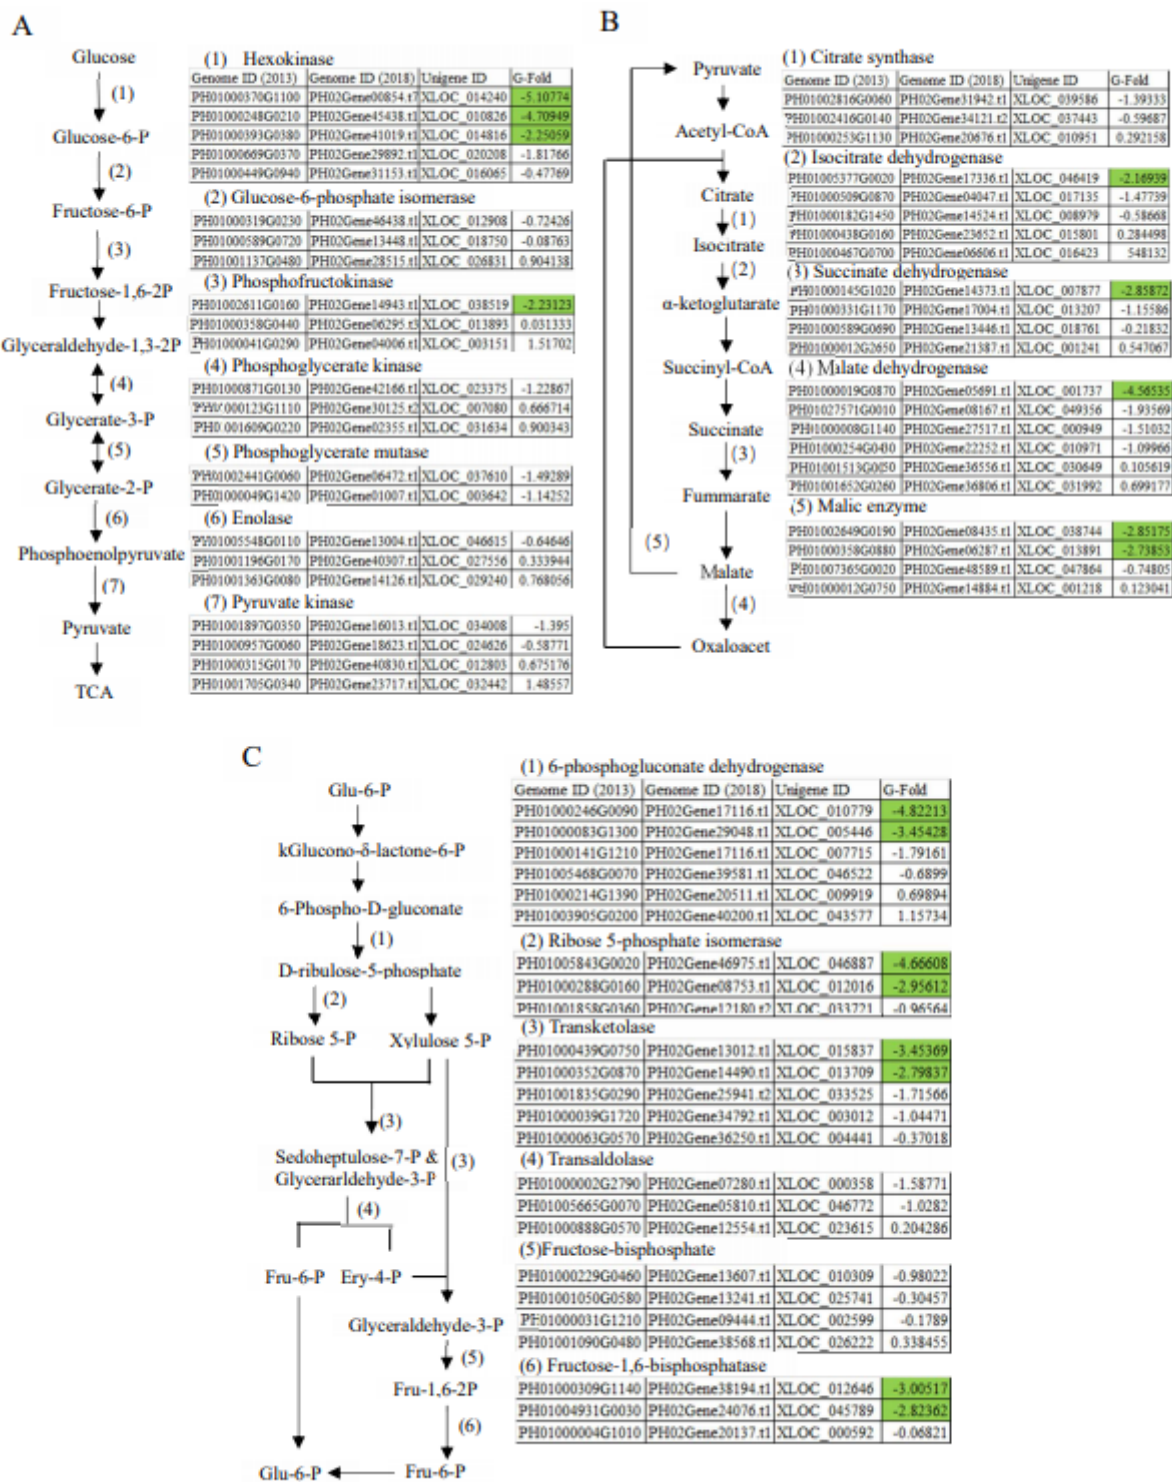 A
Glucose
(1)
Glucose-6-P
(2)
Fructose-6-P
(3)
Fructose-1,6-2P
Glyceraldehyde-1,3-2P
(4)
Glycerate-3-P
(5)
Glycerate-2-P
(6)
Phosphoenolpyruvate
(7)
Pyruvate
TCA
(1) Hexokinase
Genome ID (2013) Genome ID (2018) Unigene ID G-Fold
PH01000370G1100 PH02Gene00854.t7 XLOC_014240 -5.10774
PH01000248G0210 PH02Gene45438.t1 XLOC_010826 -4.70949
PH01000393G0380 PH02Gene41019.t1 XLOC_014816 -2.25059
PH01000669G0370 PH02Gene29892.t1 XLOC_020208 -1.81766
PH01000449G0940 PH02Gene31153.t1 XLOC_016065 -0.47769
(2) Glucose-6-phosphate isomerase
PH01000319G0230 PH02Gene46438.t1 XLOC_012908 -0.72426
PH01000589G0720 PH02Gene13448.t1 XLOC_018750 -0.08763
PH01001137G0480 PH02Gene28515.t1 XLOC_026831 0.904138
(3) Phosphofructokinase
PH01002611G0160 PH02Gene14943.t1 XLOC_038519 -2.23123
PH01000358G0440 PH02Gene06295.t3 XLOC_013893 0.031333
PH01000041G0290 PH02Gene04006.t1 XLOC_003151 1.51702
(4) Phosphoglycerate kinase
PH01000871G0130 PH02Gene42166.t1 XLOC_023375 -1.22867
000123G1110 PH02Gene30125.t2 XLOC_007080 0.666714
PH0 001609G0220 PH02Gene02355.t1 XLOC_031634 0.900343
(5) Phosphoglycerate mutase
PH01002441G0060 PH02Gene06472.t1 XLOC_037610 -1.49289
PH01000049G1420 PH02Gene01007.t1 XLOC_003642 -1.14252
(6) Enolase
01005548G0110 PH02Gene13004.t1 XLOC_046615 -0.64646
PH01001196G0170 PH02Gene40307.t1 XLOC_027556 0.333944
PH01001363G0080 PH02Gene14126.t1 XLOC_029240 0.768056
(7) Pyruvate kinase
PH01001897G0350 PH02Gene16013.t1 XLOC_034008 -1.395
PH01000957G0060 PH02Gene18623.t1 XLOC_024626 -0.58771
PH01000315G0170 PH02Gene40830.t1 XLOC_012803 0.675176
PH01001705G0340 PH02Gene23717.t1 XLOC_032442 1.48557
B
Pyruvate
Acetyl-CoA
Citrate
(1)
Isocitrate
(2)
α-ketoglutarate
Succinyl-CoA
Succinate
(3)
Fummarate
(5)
Malate
(4)
Oxaloacet
(1) Citrate synthase
Genome ID (2013) Genome ID (2018) Unigene ID G-Fold
PH01002816G0060 PH02Gene31942.t1 XLOC_039586 -1.39333
PH01002416G0140 PH02Gene34121.t2 XLOC_037443 -0.59687
PH01000253G1130 PH02Gene20676.t1 XLOC_010951 0.292158
(2) Isocitrate dehydrogenase
PH01005377G0020 PH02Gene17336.t1 XLOC_046419 -2.16939
PH01000509G0870 PH02Gene04047.t1 XLOC_017135 -1.47739
PH01000182G1450 PH02Gene14524.t1 XLOC_008979 -0.58668
PH01000438G0160 PH02Gene23652.t1 XLOC_015801 0.284498
PH01000467G0700 PH02Gene06606.t1 XLOC_016423 548132
(3) Succinate dehydrogenase
PH01000145G1020 PH02Gene14373.t1 XLOC_007877 -2.85872
PH01000331G1170 PH02Gene17004.t1 XLOC_013207 -1.15586
PH01000589G0690 PH02Gene13446.t1 XLOC_018761 -0.21832
PH01000012G2650 PH02Gene21387.t1 XLOC_001241 0.547067
(4) Malate dehydrogenase
PH01000019G0870 PH02Gene05691.t1 XLOC_001737 -4.56535
PH01027571G0010 PH02Gene08167.t1 XLOC_049356 -1.93569
PH01000008G1140 PH02Gene27517.t1 XLOC_000949 -1.51032
PH01000254G0430 PH02Gene22252.t1 XLOC_010971 -1.09966
PH01001513G0050 PH02Gene36556.t1 XLOC_030649 0.105619
PH01001652G0260 PH02Gene36806.t1 XLOC_031992 0.699177
(5) Malic enzyme
PH01002649G0190 PH02Gene08435.t1 XLOC_038744 -2.85175
PH01000358G0880 PH02Gene06287.t1 XLOC_013891 -2.73853
PH01007365G0020 PH02Gene48589.t1 XLOC_047864 -0.74805
PH01000012G0750 PH02Gene14884.t1 XLOC_001218 0.123041
C
Glu-6-P
kGlucono-δ-lactone-6-P
6-Phospho-D-gluconate
(1)
D-ribulose-5-phosphate
(2)
Ribose 5-P Xylulose 5-P
(3)
Sedoheptulose-7-P &
Glycerarldehyde-3-P
(3)
(4)
Fru-6-P Ery-4-P
Glyceraldehyde-3-P
(5)
Fru-1,6-2P
(6)
Glu-6-P Fru-6-P
(1) 6-phosphogluconate dehydrogenase
Genome ID (2013) Genome ID (2018) Unigene ID G-Fold
PH01000246G0090 PH02Gene17116.t1 XLOC_010779 -4.82213
PH01000083G1300 PH02Gene29048.t1 XLOC_005446 -3.45428
PH01000141G1210 PH02Gene17116.t1 XLOC_007715 -1.79161
PH01005468G0070 PH02Gene39581.t1 XLOC_046522 -0.6899
PH01000214G1390 PH02Gene20511.t1 XLOC_009919 0.69894
PH01003905G0200 PH02Gene40200.t1 XLOC_043577 1.15734
(2) Ribose 5-phosphate isomerase
PH01005843G0020 PH02Gene46975.t1 XLOC_046887 -4.66608
PH01000288G0160 PH02Gene08753.t1 XLOC_012016 -2.95612
PH01001858G0360 PH02Gene12180.t2 XLOC_033721 -0.96564
(3) Transketolase
PH01000439G0750 PH02Gene13012.t1 XLOC_015837 -3.45369
PH01000352G0870 PH02Gene14490.t1 XLOC_013709 -2.79837
PH01001835G0290 PH02Gene25941.t2 XLOC_033525 -1.71566
PH01000039G1720 PH02Gene34792.t1 XLOC_003012 -1.04471
PH01000063G0570 PH02Gene36250.t1 XLOC_004441 -0.37018
(4) Transaldolase
PH01000002G2790 PH02Gene07280.t1 XLOC_000358 -1.58771
PH01005665G0070 PH02Gene05810.t1 XLOC_046772 -1.0282
PH01000888G0570 PH02Gene12554.t1 XLOC_023615 0.204286
(5)Fructose-bisphosphate
PH01000229G0460 PH02Gene13607.t1 XLOC_010309 -0.98022
PH01001050G0580 PH02Gene13241.t1 XLOC_025741 -0.30457
PH01000031G1210 PH02Gene09444.t1 XLOC_002599 -0.1789
PH01001090G0480 PH02Gene38568.t1 XLOC_026222 0.338455
(6) Fructose-1,6-bisphosphatase
PH01000309G1140 PH02Gene38194.t1 XLOC_012646 -3.00517
PH01004931G0030 PH02Gene24076.t1 XLOC_045789 -2.82362
PH01000004G1010 PH02Gene20137.t1 XLOC_000592 -0.06821